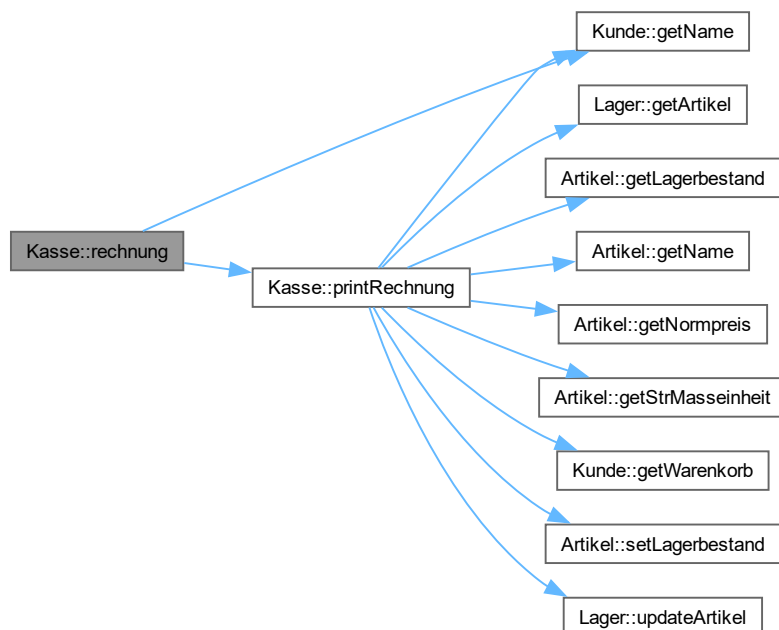 Kunde::getName
Lager::getArtikel
Artikel::getLagerbestand
Kasse::rechnung
Artikel::getName
Kasse::printRechnung
Artikel::getNormpreis
Artikel::getStrMasseinheit
Kunde::getWarenkorb
Artikel::setLagerbestand
Lager::updateArtikel